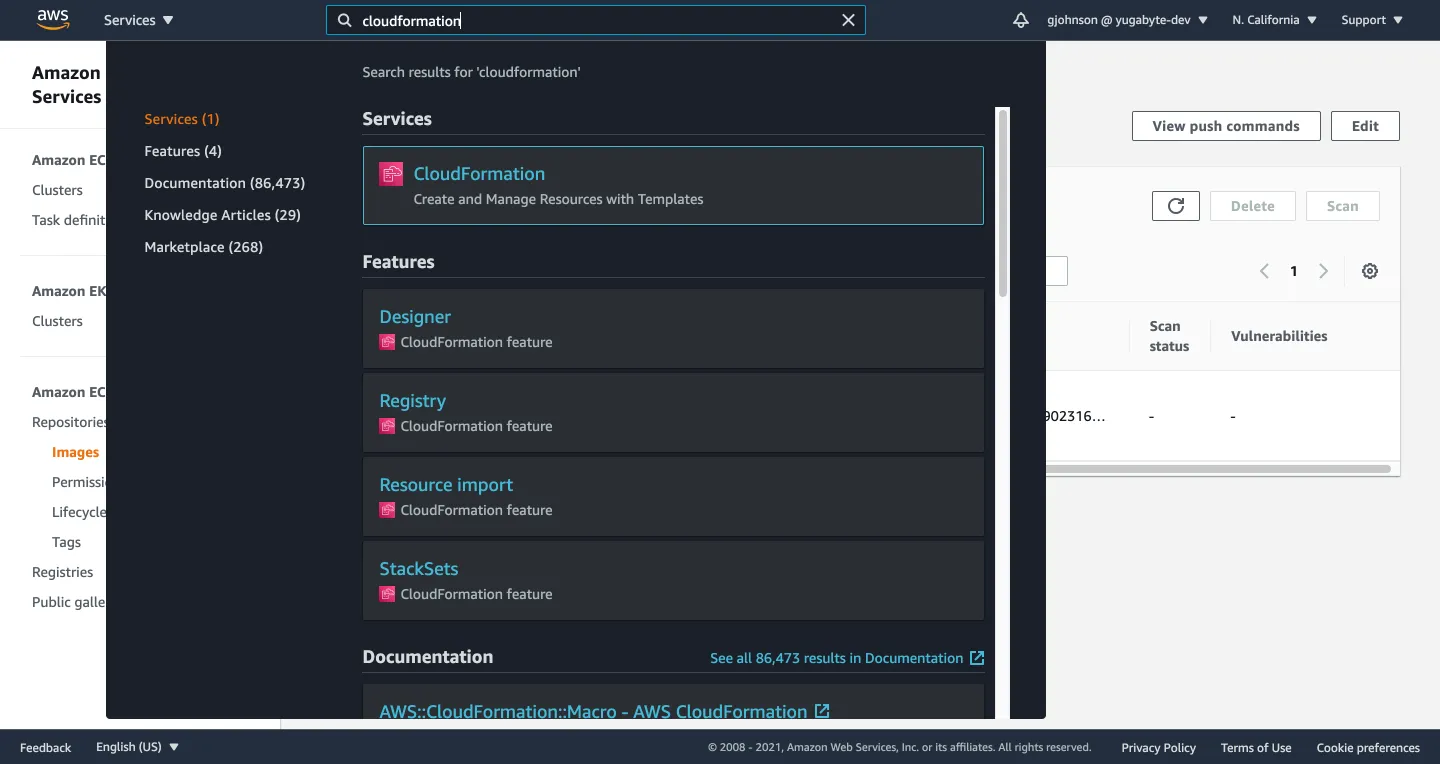 aws
Services
cloudformation
gjohnson @ yugabyte-dev
N. California
Support
Amazon
Services
Amazon EC
Clusters
Task definit
Amazon EK
Clusters
Amazon EC
Repositories
Images
Permissi
Lifecycle
Tags
Registries
Public galle
Search results for 'cloudformation'
Services (1)
Features (4)
Documentation (86,473)
Knowledge Articles (29)
Marketplace (268)
Services
CloudFormation
Create and Manage Resources with Templates
Features
Designer
CloudFormation feature
Registry
CloudFormation feature
Resource import
CloudFormation feature
StackSets
CloudFormation feature
Documentation
See all 86,473 results in Documentation
AWS::CloudFormation::Macro - AWS CloudFormation
View push commands
Edit
Delete
Scan
1
Scan
status
Vulnerabilities
902316...
-
-
Feedback
English (US)
© 2008 - 2021, Amazon Web Services, Inc. or its affiliates. All rights reserved.
Privacy Policy
Terms of Use
Cookie preferences